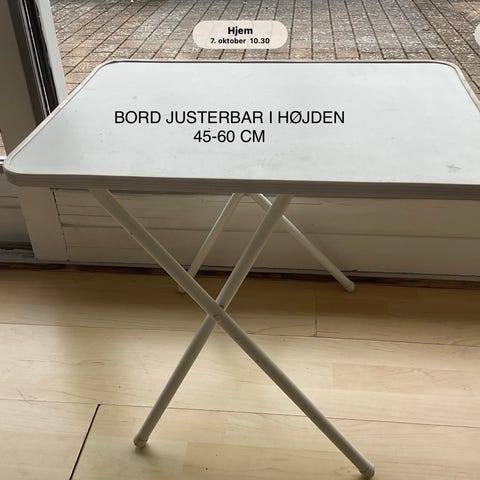 Hjem
7. oktober 10.30
BORD JUSTERBAR I HØJDEN
45-60 CM